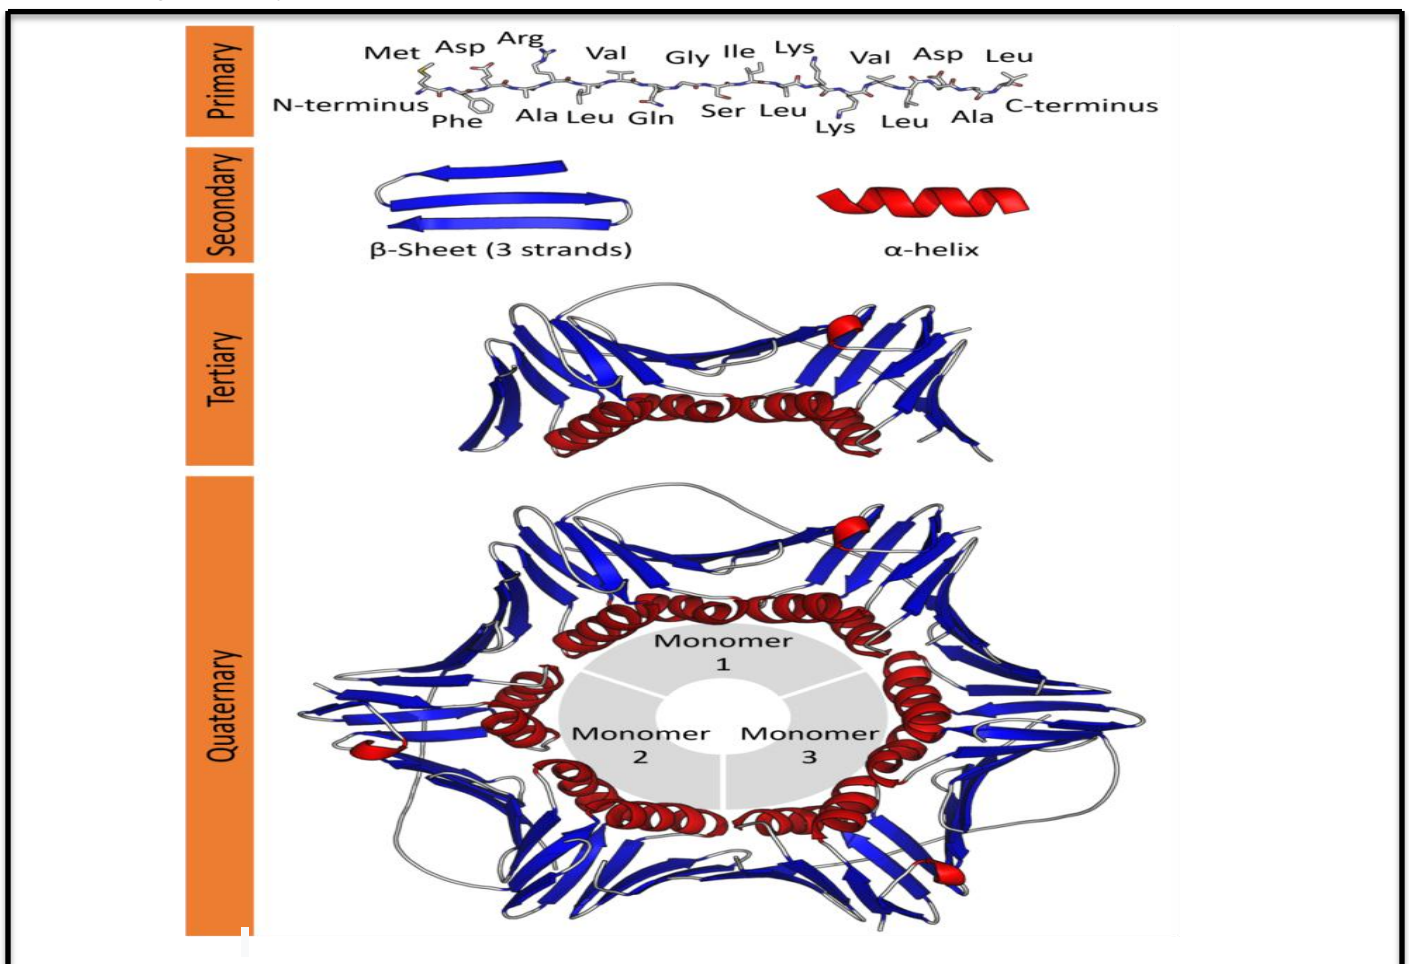 Primary
Met Asp Arg Val Gly Ile Lys Val Asp Leu
N-terminus Phe Ala Leu Gln Ser Leu Lys Leu Ala C-terminus
Secondary
β-Sheet (3 strands) α-helix
Tertiary
Quaternary
Monomer
1
Monomer Monomer
2 3